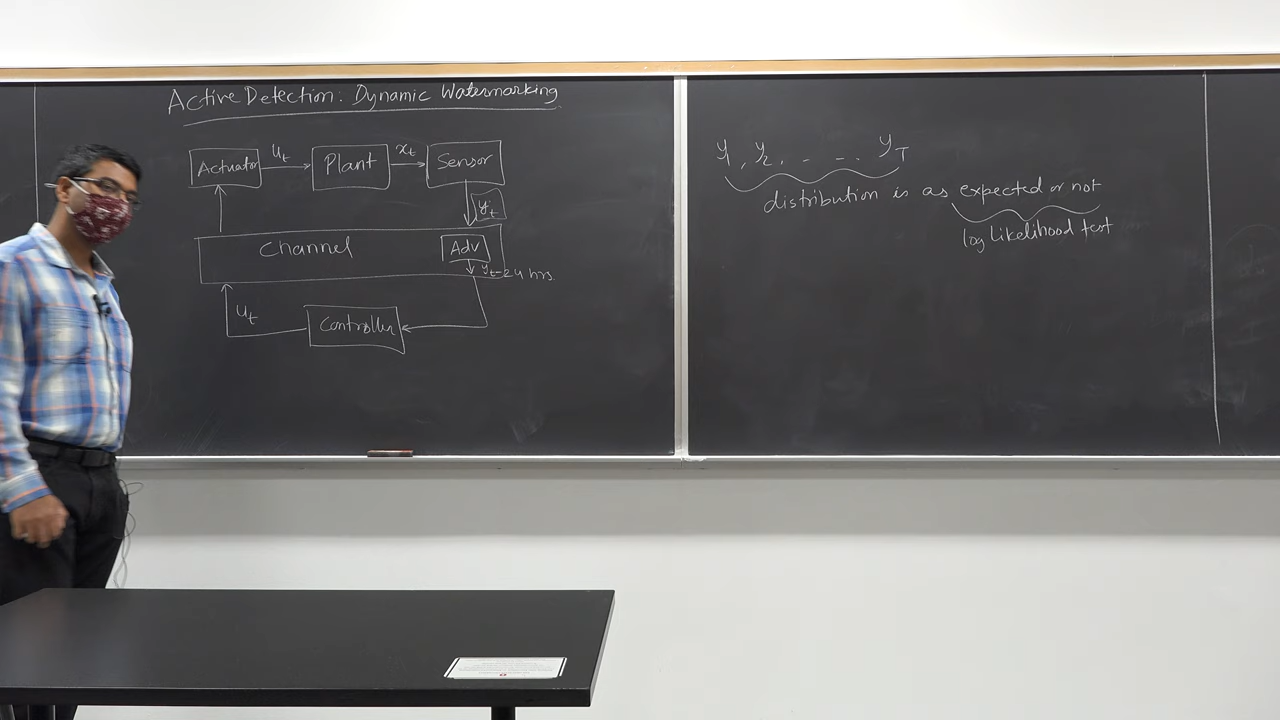 Active Detection: Dynamic Watermarking
Actuator
u_t
Plant
x_t
Sensor
y_t
Channel
Adv
y_t-24 hrs.
u_t
Controller
y_1, y_2, . - - . y_T
distribution is as expected or not
log likelihood test